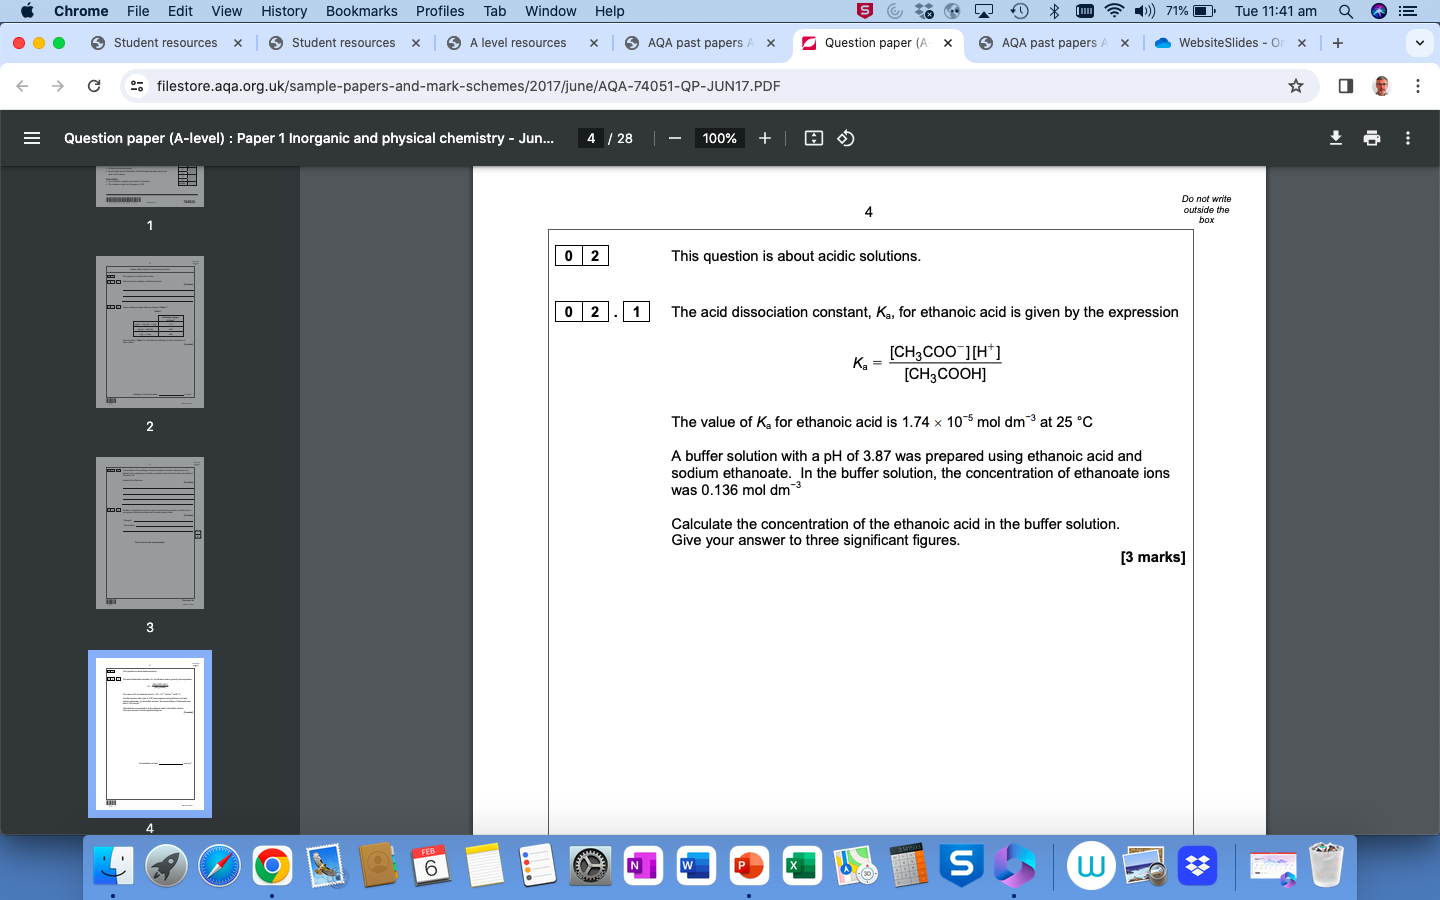 Chrome File Edit View History Bookmarks Profiles Tab Window Help 71% Tue 11:41 am
Student resources Student resources A level resources AQA past papers A Question paper (A- AQA past papers A WebsiteSlides - Or
filestore.aqa.org.uk/sample-papers-and-mark-schemes/2017/june/AQA-74051-QP-JUN17.PDF
Question paper (A-level) : Paper 1 Inorganic and physical chemistry - Jun... 4 / 28 100%
1
2
3
4
4
Do not write
outside the
box
0 2 This question is about acidic solutions.
0 2 . 1 The acid dissociation constant, Kₐ, for ethanoic acid is given by the expression
Kₐ = [CH₃COO⁻][H⁺]
[CH₃COOH]
The value of Kₐ for ethanoic acid is 1.74 × 10⁻⁵ mol dm⁻³ at 25 °C
A buffer solution with a pH of 3.87 was prepared using ethanoic acid and
sodium ethanoate. In the buffer solution, the concentration of ethanoate ions
was 0.136 mol dm⁻³
Calculate the concentration of the ethanoic acid in the buffer solution.
Give your answer to three significant figures.
[3 marks]
FEB
6
N W P X 3D S W